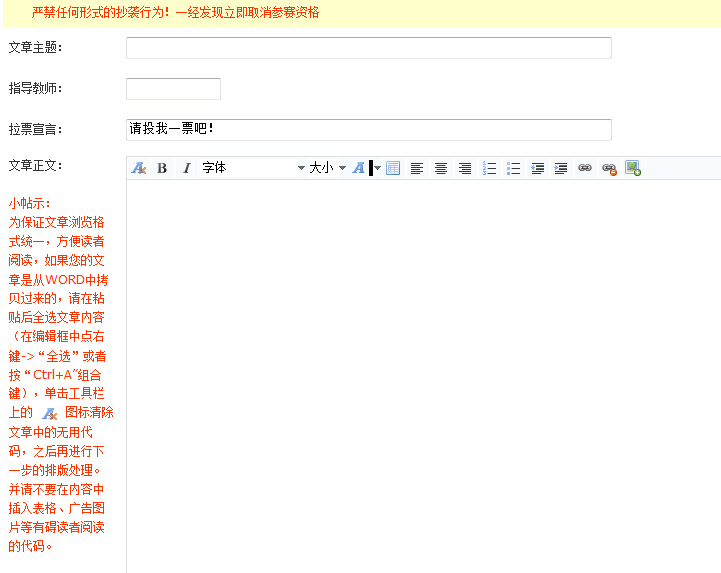 严禁任何形式的抄袭行为！一经发现立即取消参赛资格
文章主题：
指导教师：
拉票宣言：
请投我一票吧！
文章正文：
B I 字体 大小 A
小帖示：
为保证文章浏览格
式统一，方便读者
阅读，如果您的文
章是从WORD中拷
贝过来的，请在粘
贴后全选文章内容
（在编辑框中点右
键->“全选”或者
按“Ctrl+A”组合
键），单击工具栏
上的 图标清除
文章中的无用代
码，之后再进行下
一步的排版处理。
并请不要在内容中
插入表格、广告图
片等有碍读者阅读
的代码。